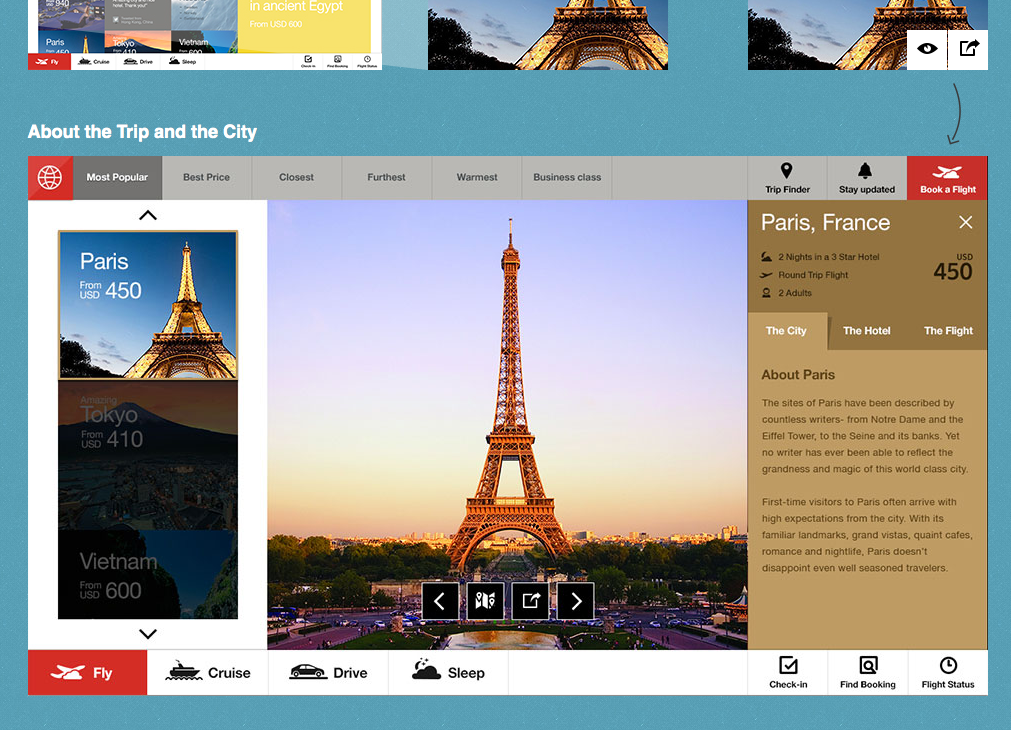 940
hotel. Thank you"
in ancient Egypt
From USD 600
Paris
Tokyo
Vietnam
450
Fly
Cruise
Drive
Sleep
Check-in
Find Booking
Flight Status
About the Trip and the City
Most Popular
Best Price
Closest
Furthest
Warmest
Business class
Trip Finder
Stay updated
Book a Flight
Paris
From
USD 450
Amazing
Tokyo
From
USD 410
Vietnam
From
USD 600
Paris, France
2 Nights in a 3 Star Hotel
Round Trip Flight
2 Adults
USD
450
The City
The Hotel
The Flight
About Paris
The sites of Paris have been described by
countless writers- from Notre Dame and the
Eiffel Tower, to the Seine and its banks. Yet
no writer has ever been able to reflect the
grandness and magic of this world class city.
First-time visitors to Paris often arrive with
high expectations from the city. With its
familiar landmarks, grand vistas, quaint cafes,
romance and nightlife, Paris doesn't
disappoint even well seasoned travelers.
Fly
Cruise
Drive
Sleep
Check-in
Find Booking
Flight Status